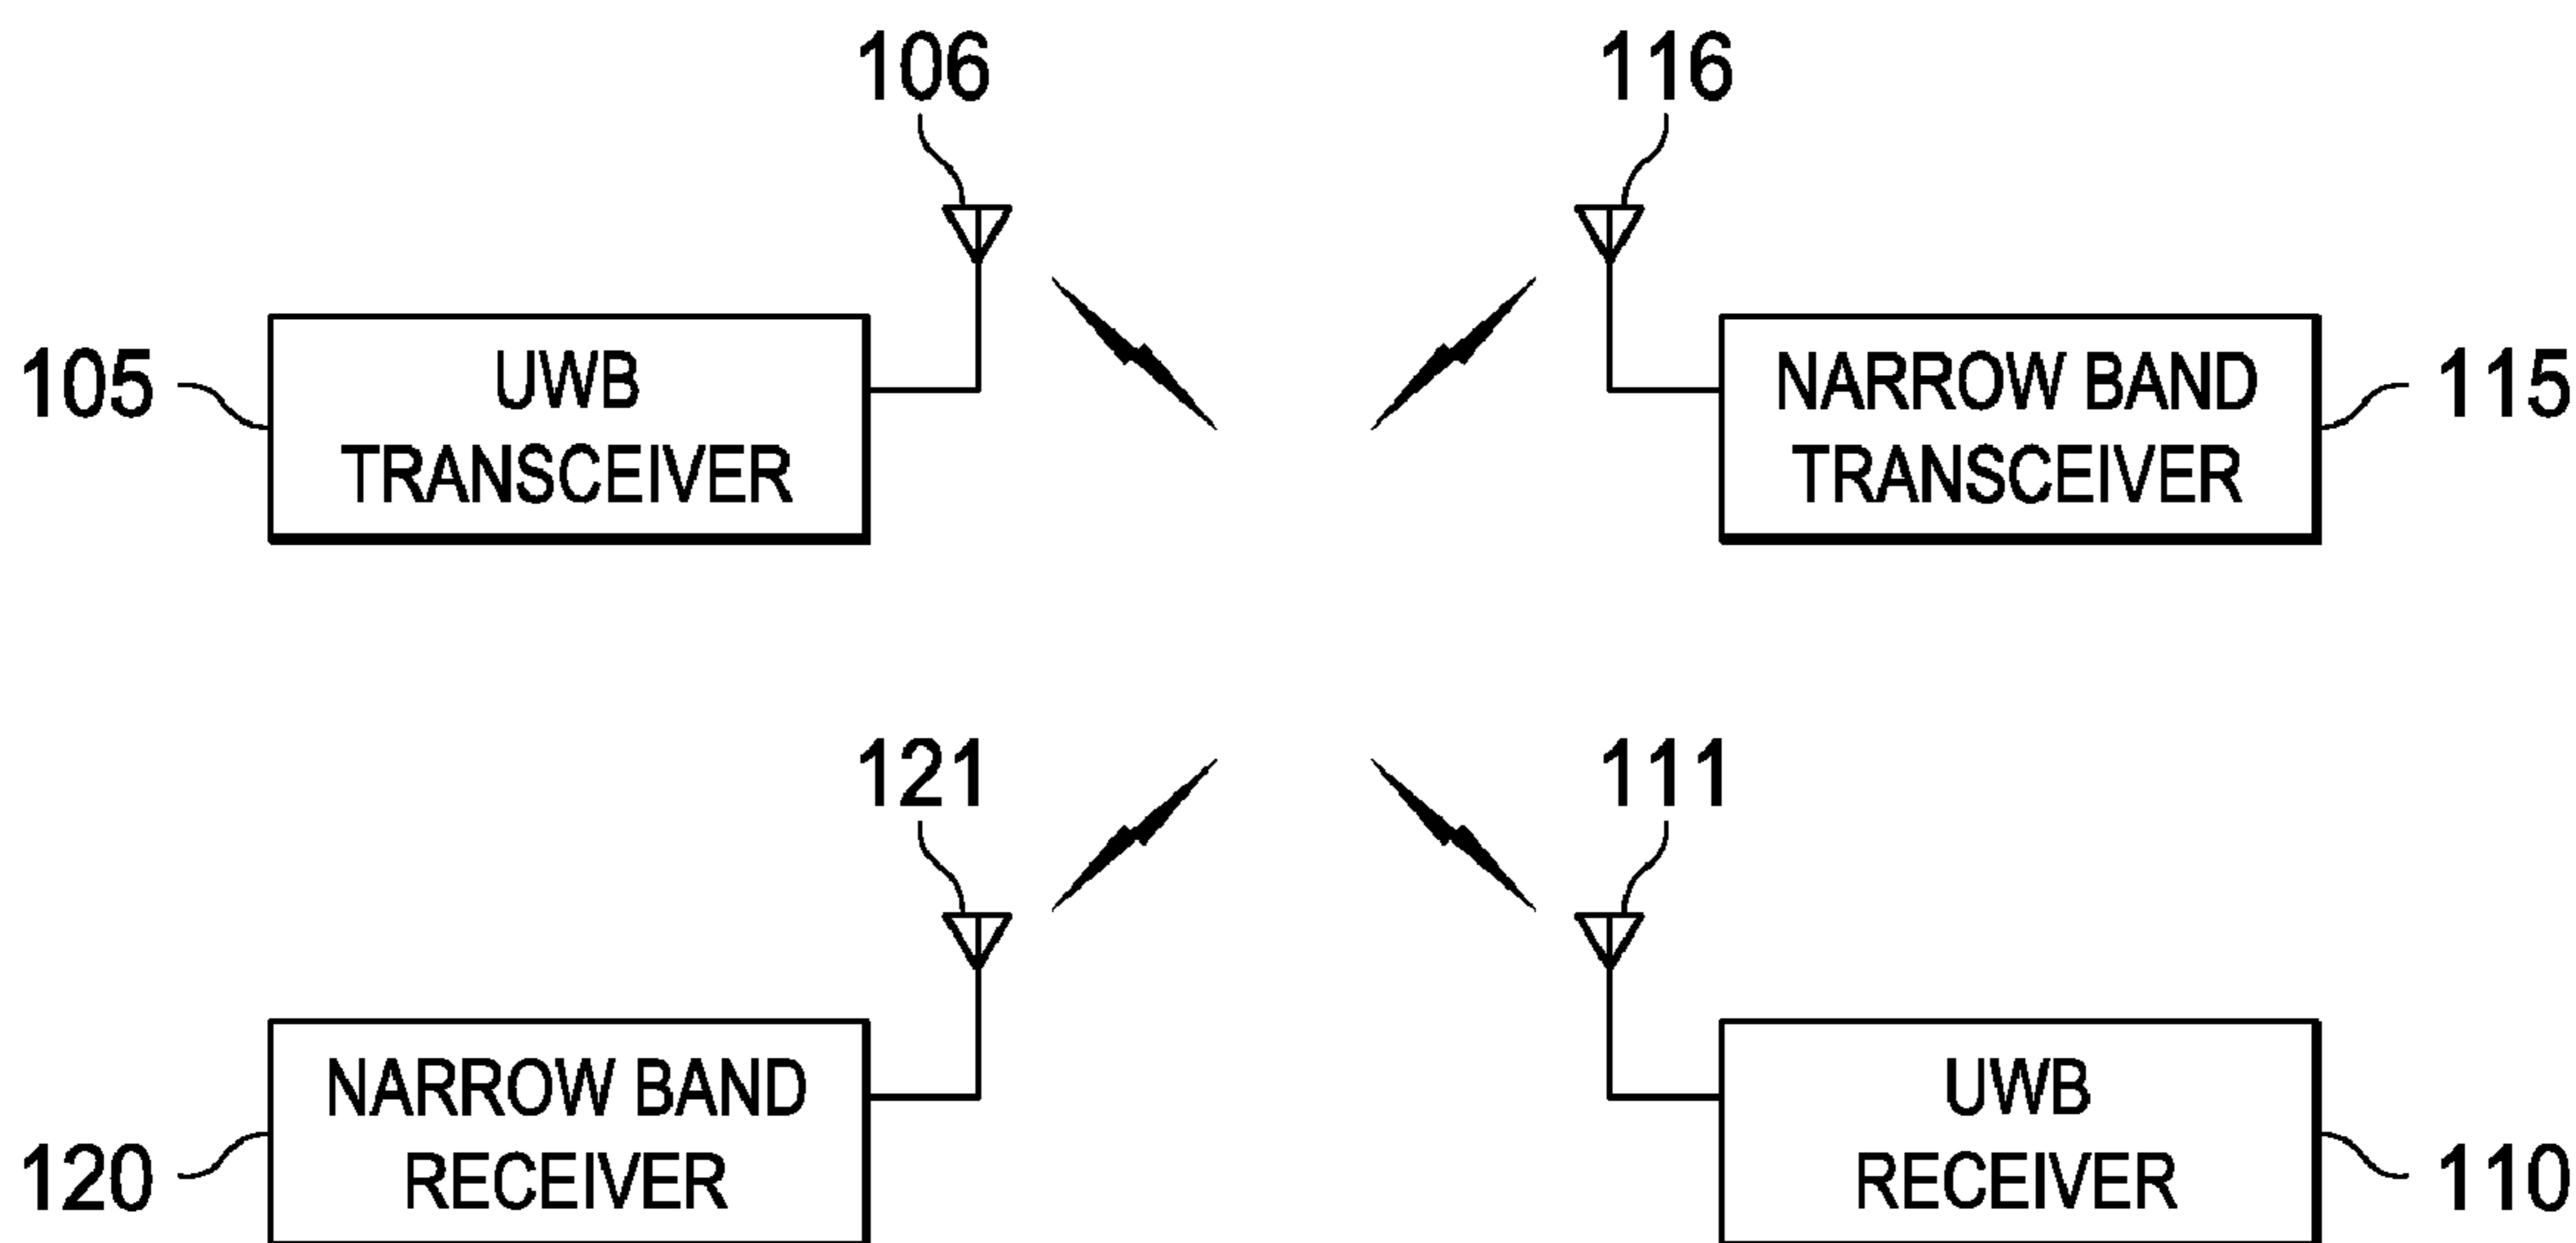 106
116
105
UWB
TRANSCEIVER
NARROW BAND
TRANSCEIVER
115
121
111
120
NARROW BAND
RECEIVER
UWB
RECEIVER
110